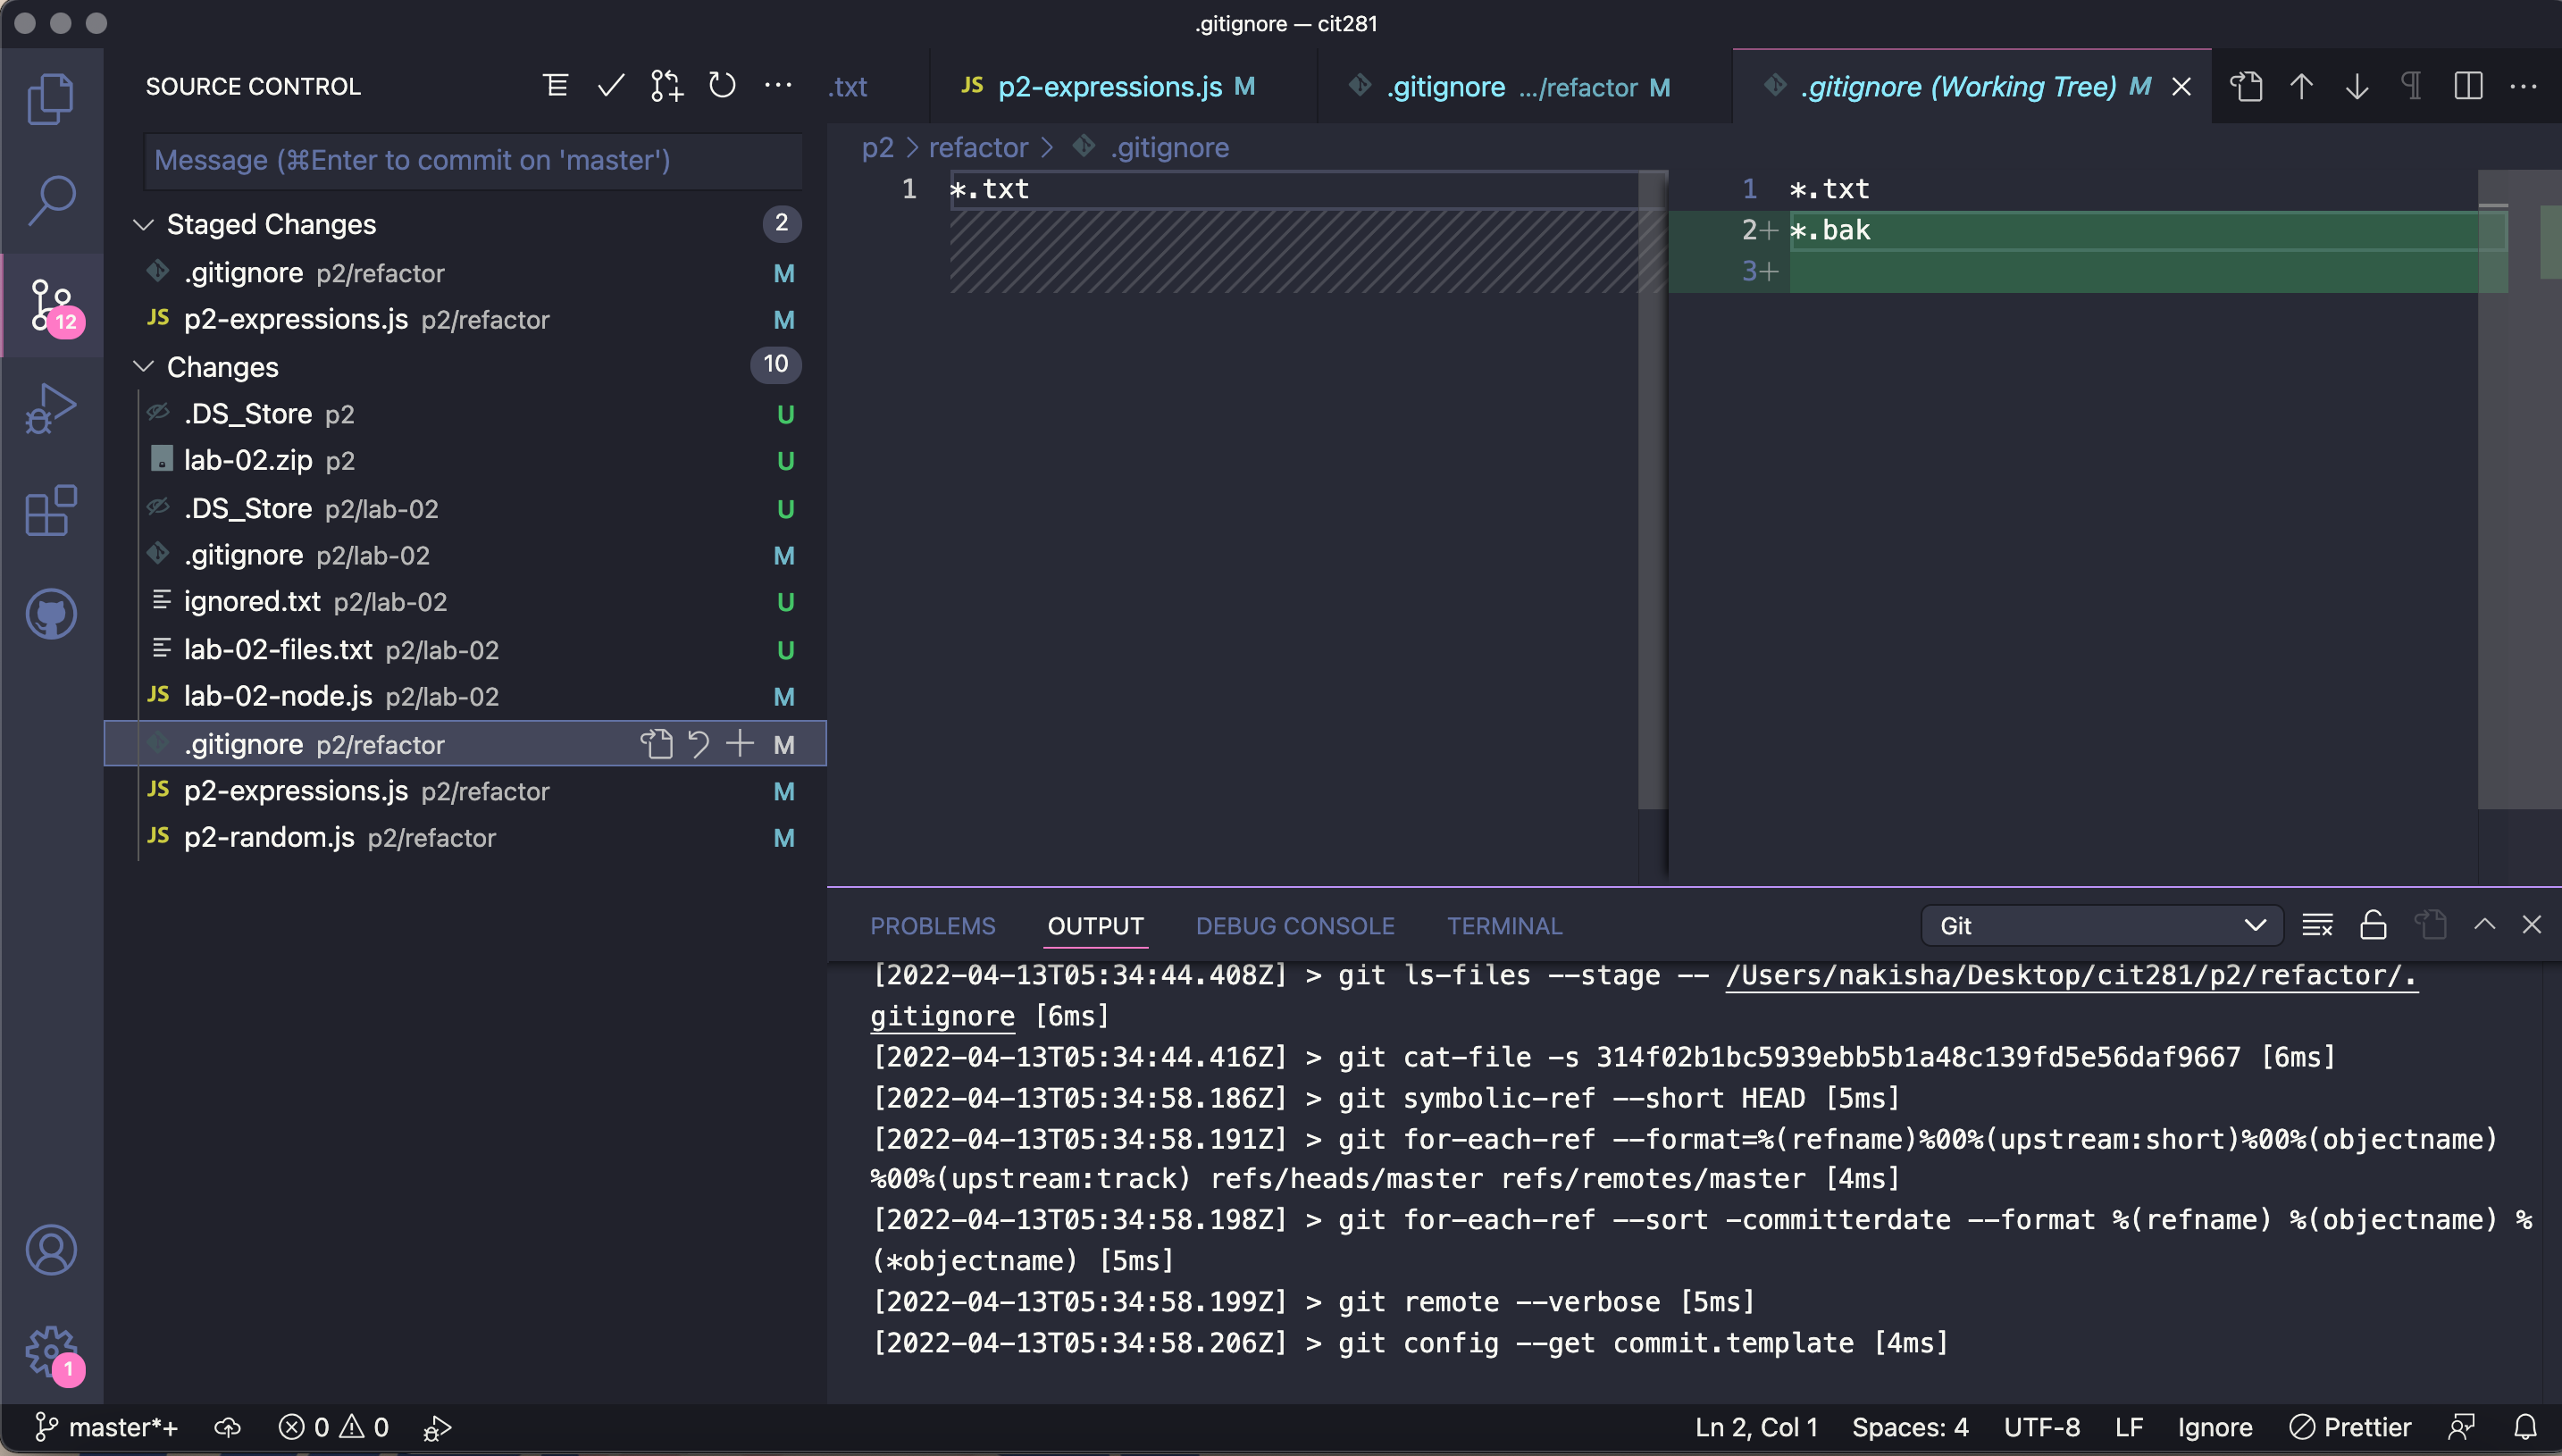 .gitignore — cit281
SOURCE CONTROL
.txt
JS p2-expressions.js M
.gitignore .../refactor M
.gitignore (Working Tree) M
Message (⌘Enter to commit on 'master')
p2 > refactor > .gitignore
Staged Changes 2
.gitignore p2/refactor M
JS p2-expressions.js p2/refactor M
Changes 10
.DS_Store p2 U
lab-02.zip p2 U
.DS_Store p2/lab-02 U
.gitignore p2/lab-02 M
ignored.txt p2/lab-02 U
lab-02-files.txt p2/lab-02 U
JS lab-02-node.js p2/lab-02 M
.gitignore p2/refactor M
JS p2-expressions.js p2/refactor M
JS p2-random.js p2/refactor M
12
1 *.txt
1 *.txt
2+ *.bak
3+
PROBLEMS OUTPUT DEBUG CONSOLE TERMINAL Git
[2022-04-13T05:34:44.408Z] > git ls-files --stage -- /Users/nakisha/Desktop/cit281/p2/refactor/.
gitignore [6ms]
[2022-04-13T05:34:44.416Z] > git cat-file -s 314f02b1bc5939ebb5b1a48c139fd5e56daf9667 [6ms]
[2022-04-13T05:34:58.186Z] > git symbolic-ref --short HEAD [5ms]
[2022-04-13T05:34:58.191Z] > git for-each-ref --format=%(refname)%00%(upstream:short)%00%(objectname)
%00%(upstream:track) refs/heads/master refs/remotes/master [4ms]
[2022-04-13T05:34:58.198Z] > git for-each-ref --sort -committerdate --format %(refname) %(objectname) %
(*objectname) [5ms]
[2022-04-13T05:34:58.199Z] > git remote --verbose [5ms]
[2022-04-13T05:34:58.206Z] > git config --get commit.template [4ms]
1
master*+ 0 0 Ln 2, Col 1 Spaces: 4 UTF-8 LF Ignore Prettier